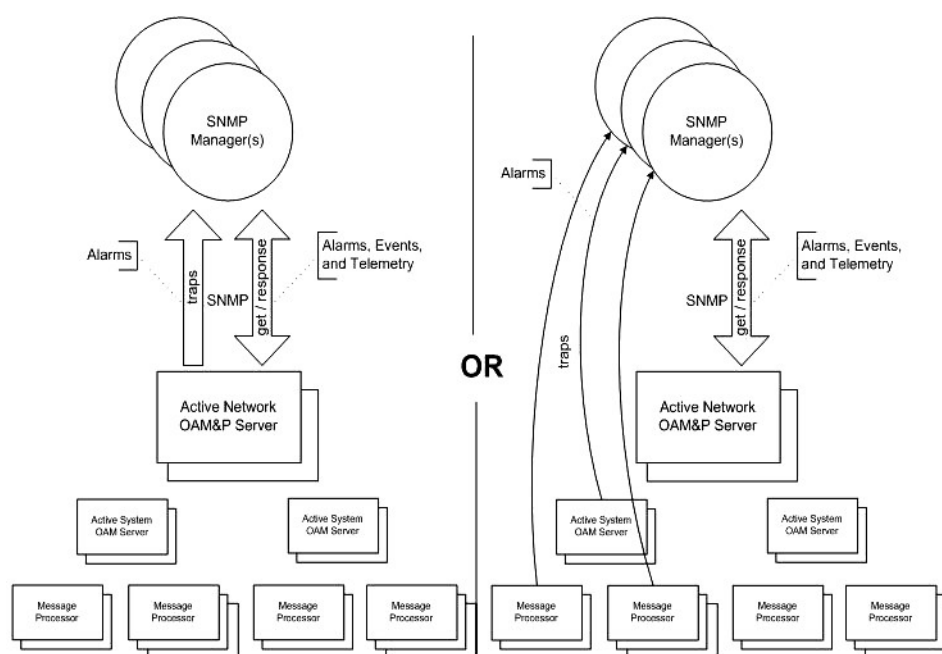 SNMP
Manager(s)
Alarms
traps
SNMP
get / response
Alarms, Events,
and Telemetry
Active Network
OAM&P Server
Active System
OAM Server
Active System
OAM Server
Message
Processor
Message
Processor
Message
Processor
Message
Processor
OR
SNMP
Manager(s)
Alarms
traps
SNMP
get / response
Alarms, Events,
and Telemetry
Active Network
OAM&P Server
Active System
OAM Server
Active System
OAM Server
Message
Processor
Message
Processor
Message
Processor
Message
Processor